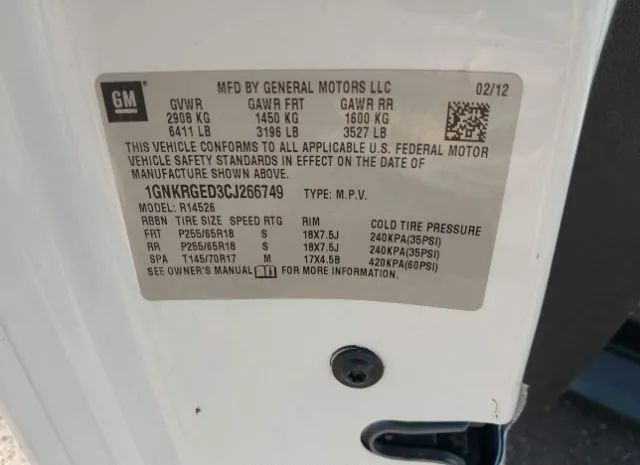 GM
MFD BY GENERAL MOTORS LLC 02/12
GVWR GAWR FRT GAWR RR
2908 KG 1450 KG 1600 KG
6411 LB 3196 LB 3527 LB
THIS VEHICLE CONFORMS TO ALL APPLICABLE U.S. FEDERAL MOTOR
VEHICLE SAFETY STANDARDS IN EFFECT ON THE DATE OF
MANUFACTURE SHOWN ABOVE.
1GNKRGED3CJ266749 TYPE: M.P.V.
MODEL: R14526
RBBN TIRE SIZE SPEED RTG RIM COLD TIRE PRESSURE
FRT P255/65R18 S 18X7.5J 240KPA(35PSI)
RR P255/65R18 S 18X7.5J 240KPA(35PSI)
SPA T145/70R17 M 17X4.5B 420KPA(60PSI)
SEE OWNER'S MANUAL FOR MORE INFORMATION.